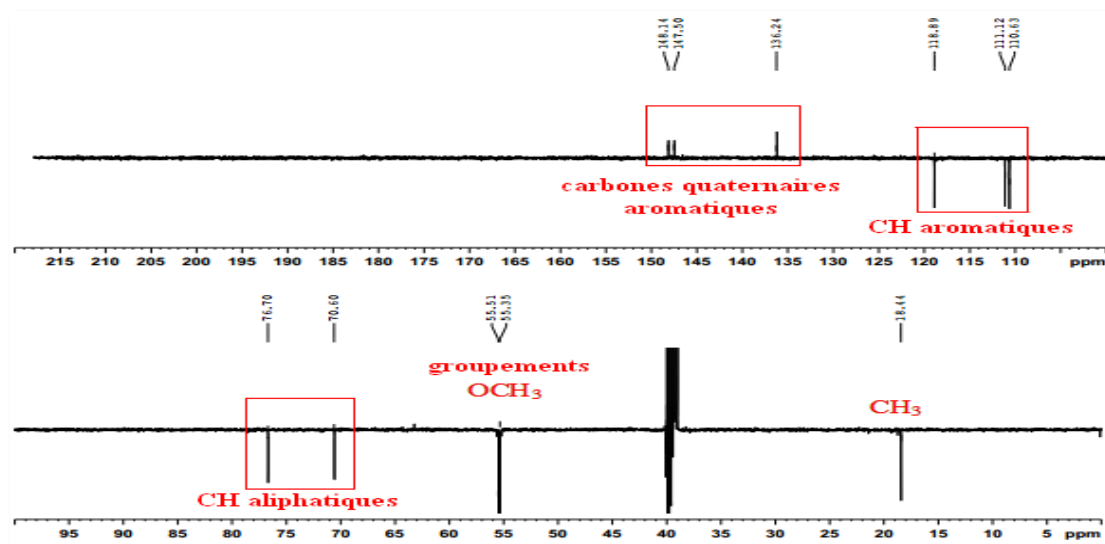 148.14
147.50
136.24
118.89
111.12
110.63
carbones quaternaires
aromatiques
CH aromatiques
215 210 205 200 195 190 185 180 175 170 165 160 155 150 145 140 135 130 125 120 115 110 ppm
76.70
70.60
55.51
55.35
18.44
groupements
OCH3
CH3
CH aliphatiques
95 90 85 80 75 70 65 60 55 50 45 40 35 30 25 20 15 10 5 ppm